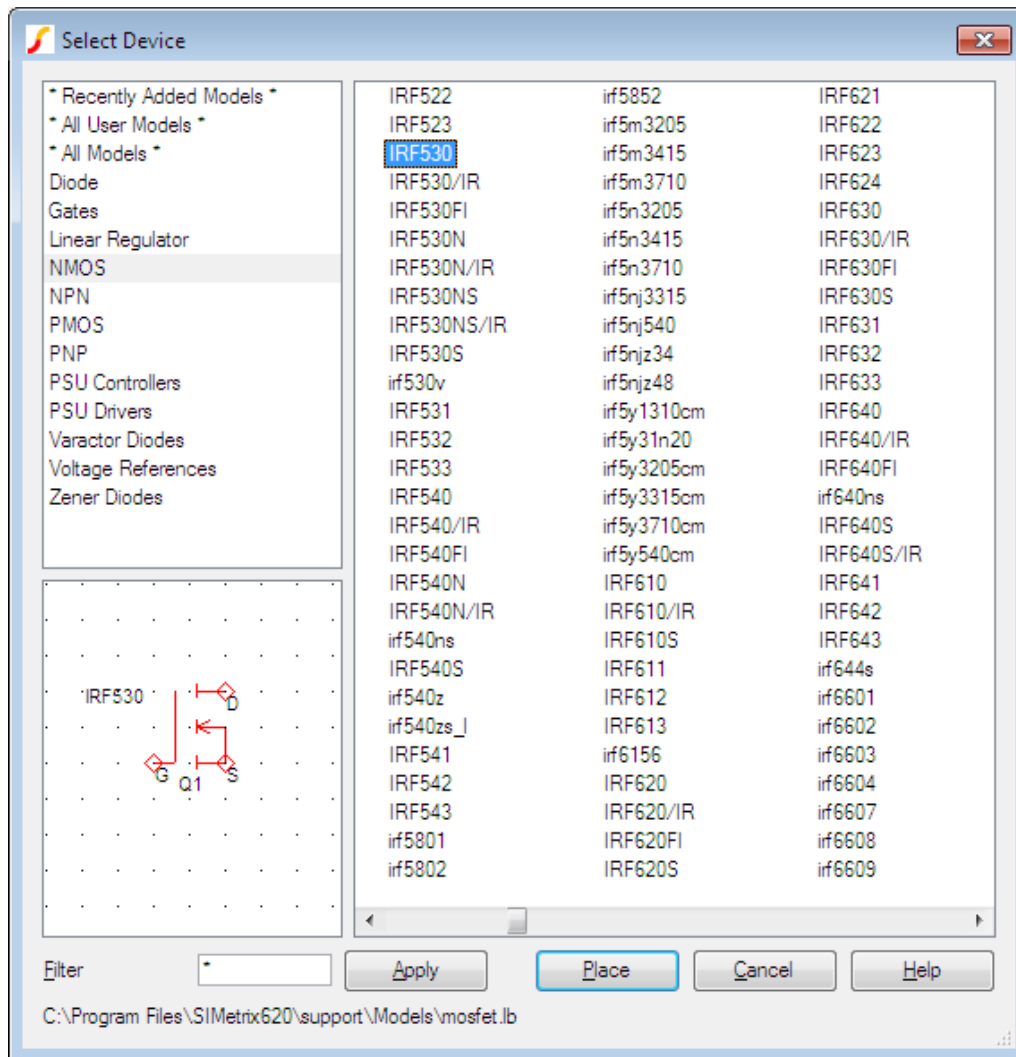 Select Device
* Recently Added Models *
* All User Models *
* All Models *
Diode
Gates
Linear Regulator
NMOS
NPN
PMOS
PNP
PSU Controllers
PSU Drivers
Varactor Diodes
Voltage References
Zener Diodes
IRF522
IRF523
IRF530
IRF530/IR
IRF530FI
IRF530N
IRF530N/IR
IRF530NS
IRF530NS/IR
IRF530S
irf530v
IRF531
IRF532
IRF533
IRF540
IRF540/IR
IRF540FI
IRF540N
IRF540N/IR
irf540ns
IRF540S
irf540z
irf540zs_l
IRF541
IRF542
IRF543
irf5801
irf5802
irf5852
irf5m3205
irf5m3415
irf5m3710
irf5n3205
irf5n3415
irf5n3710
irf5nj3315
irf5nj540
irf5njz34
irf5njz48
irf5y1310cm
irf5y31n20
irf5y3205cm
irf5y3315cm
irf5y3710cm
irf5y540cm
IRF610
IRF610/IR
IRF610S
IRF611
IRF612
IRF613
irf6156
IRF620
IRF620/IR
IRF620FI
IRF620S
IRF621
IRF622
IRF623
IRF624
IRF630
IRF630/IR
IRF630FI
IRF630S
IRF631
IRF632
IRF633
IRF640
IRF640/IR
IRF640FI
irf640ns
IRF640S
IRF640S/IR
IRF641
IRF642
IRF643
irf644s
irf6601
irf6602
irf6603
irf6604
irf6607
irf6608
irf6609
IRF530
D
G
Q1
S
Filter
*
Apply
Place
Cancel
Help
C:\Program Files\SIMetrix620\support\Models\mosfet.lb